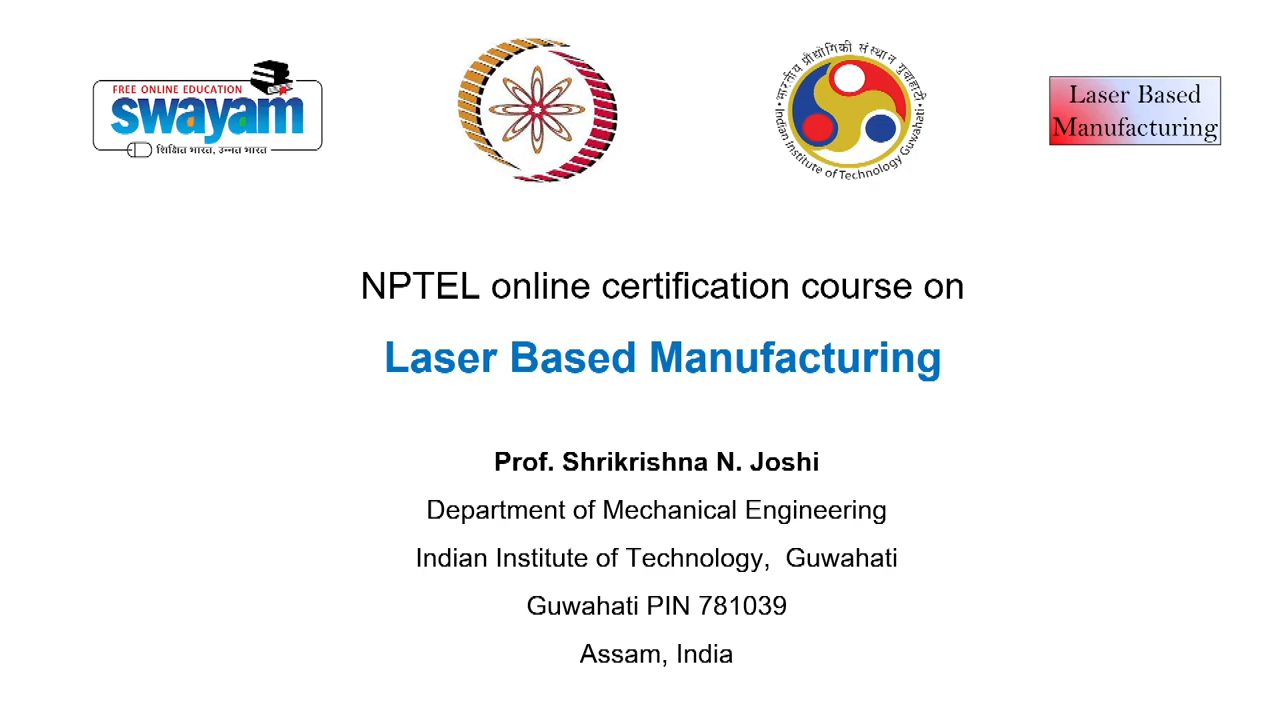 FREE ONLINE EDUCATION
swayam
शिक्षित भारत, उन्नत भारत
भारतीय प्रौद्योगिकी संस्थान गुवाहाटी
Indian Institute of Technology Guwahati
Laser Based
Manufacturing
NPTEL online certification course on
Laser Based Manufacturing
Prof. Shrikrishna N. Joshi
Department of Mechanical Engineering
Indian Institute of Technology, Guwahati
Guwahati PIN 781039
Assam, India